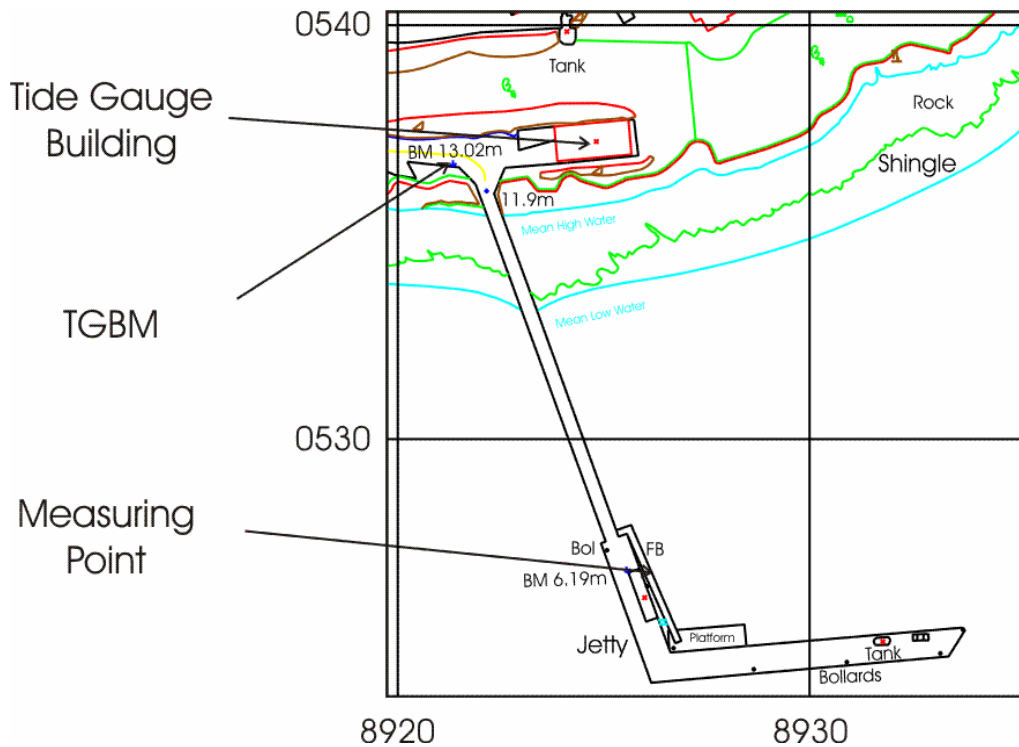 0540
Tank
Tide Gauge
Building
Rock
BM 13.02m
Shingle
11.9m
Mean High Water
TGBM
Mean Low Water
0530
Measuring
Point
Bol
FB
BM 6.19m
Jetty
Platform
Tank
Bollards
8920
8930